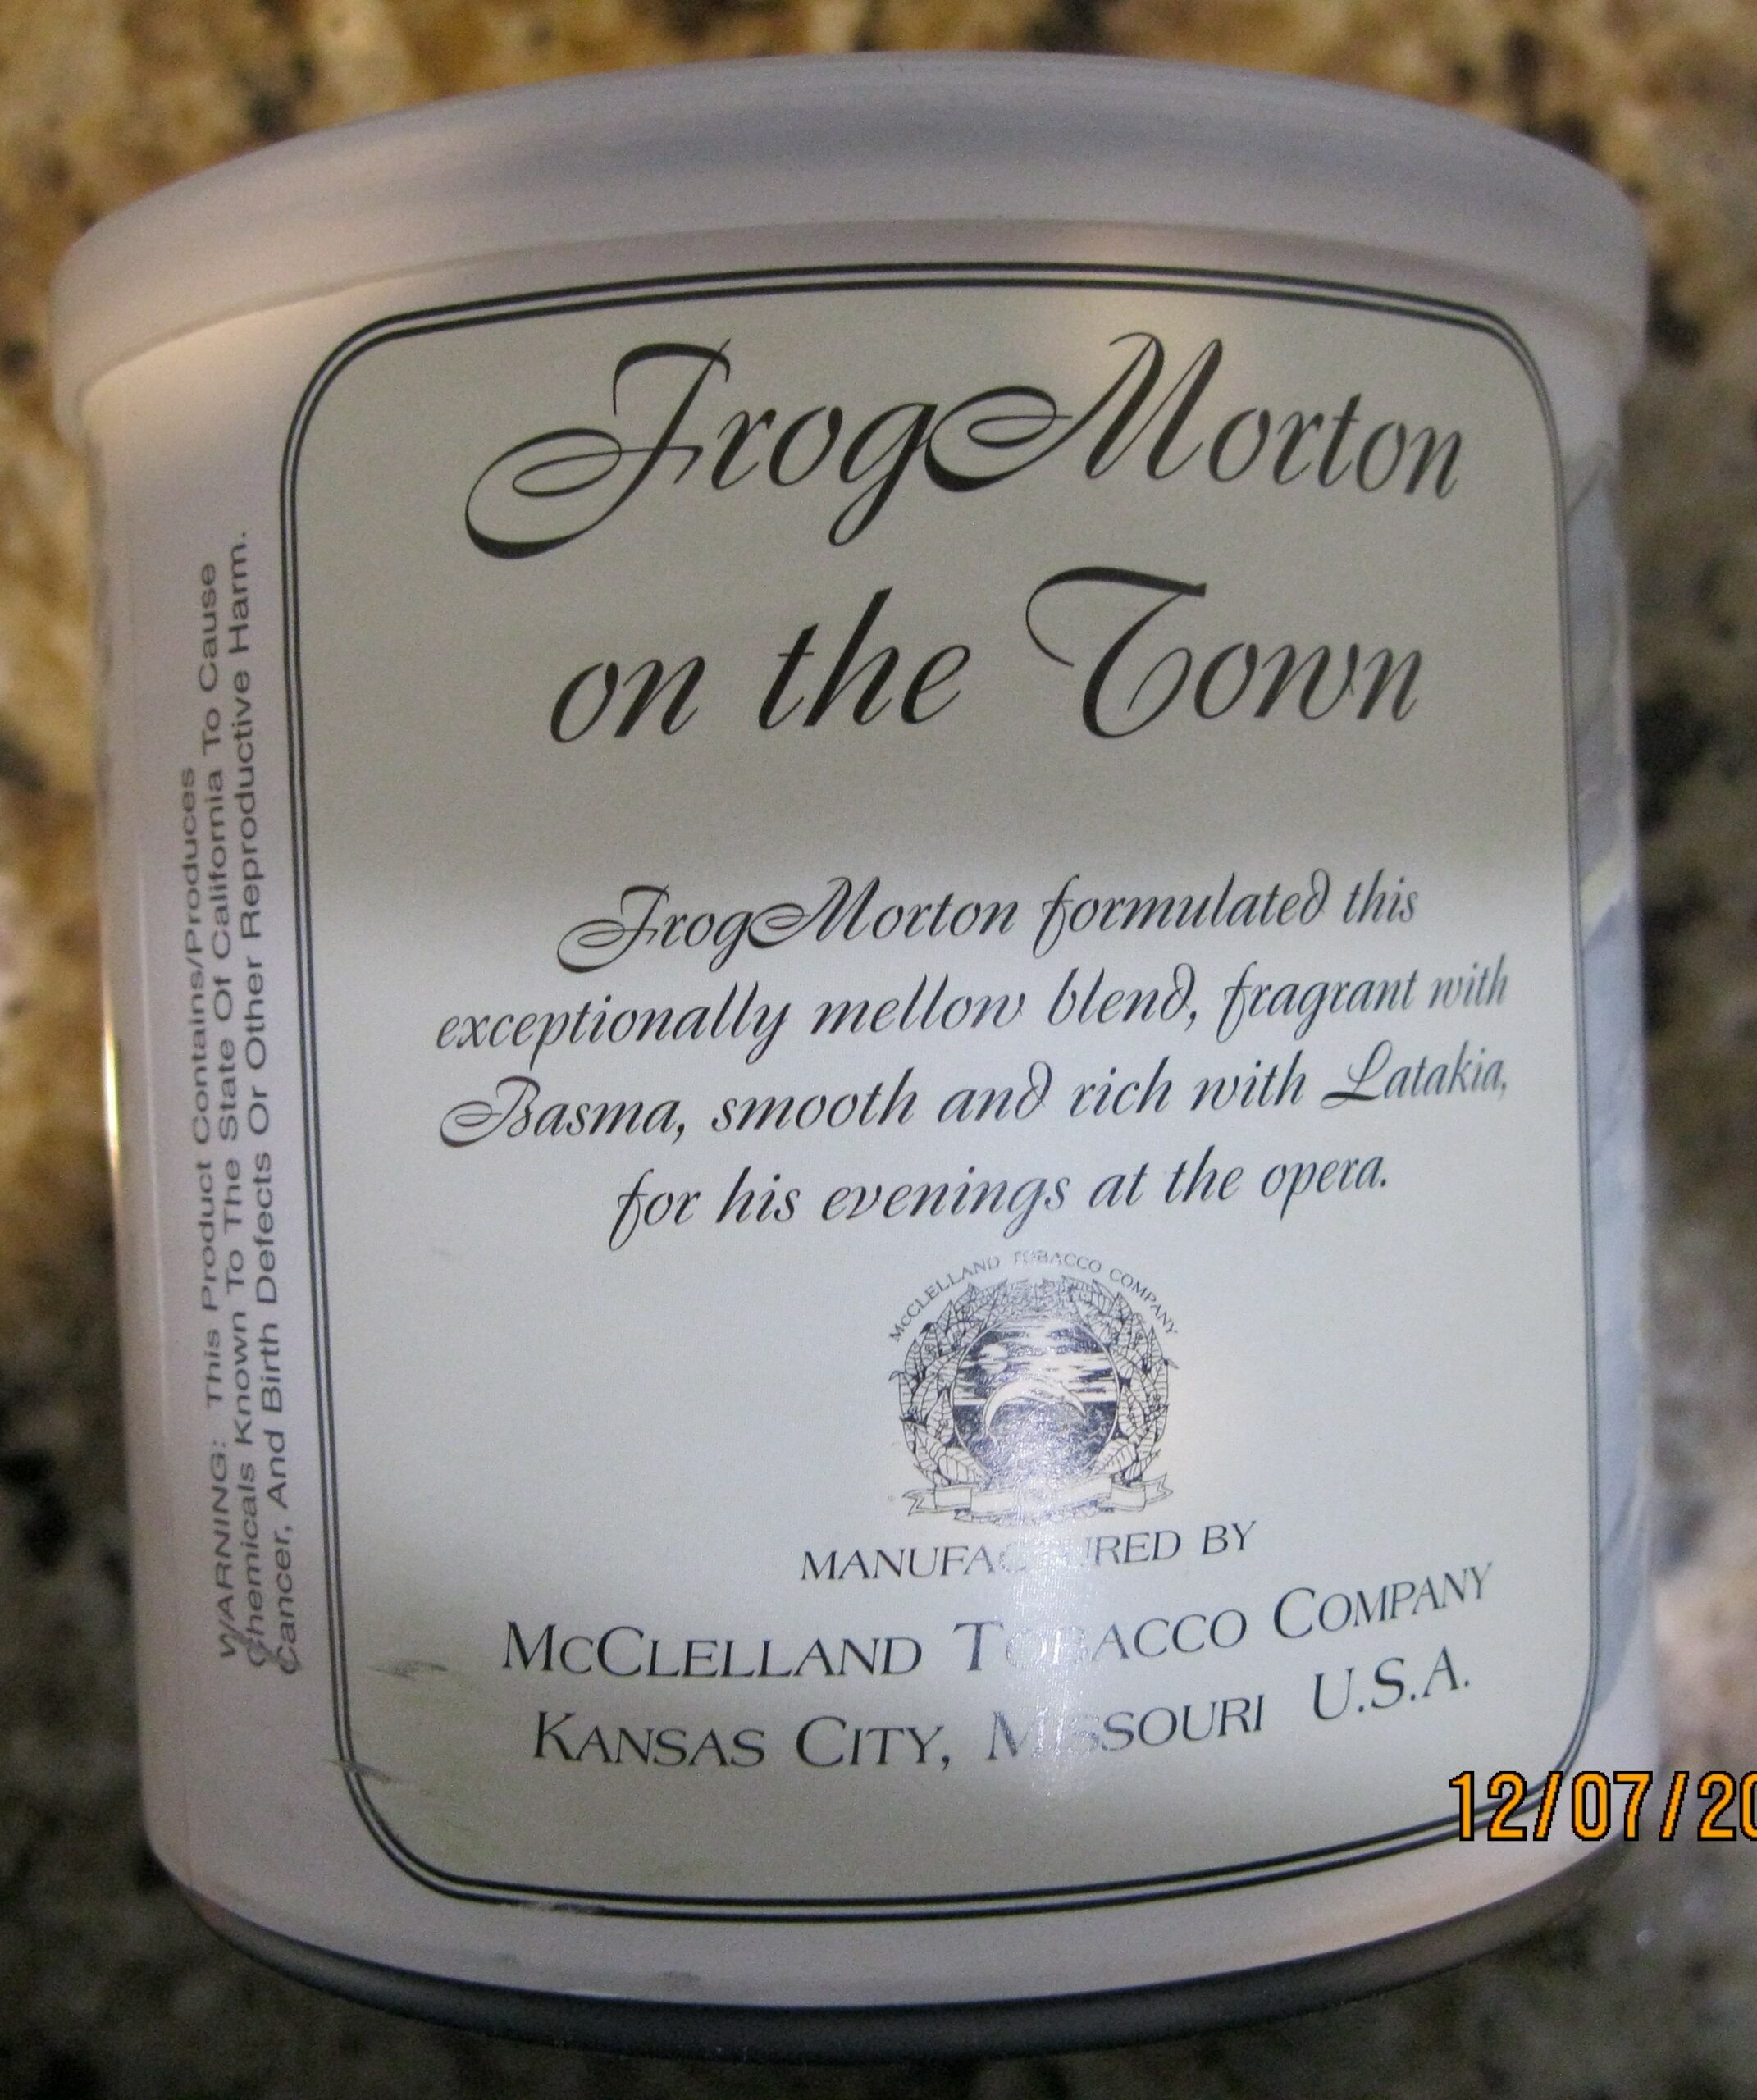 FrogMorton
on the Town
FrogMorton formulated this
exceptionally mellow blend, fragrant with
Basma, smooth and rich with Latakia,
for his evenings at the opera.
McCLELLAND TOBACCO COMPANY
MANUFACTURED BY
McCLELLAND TOBACCO COMPANY
KANSAS CITY, MISSOURI U.S.A.
WARNING: This Product Contains/Produces
Chemicals Known To The State Of California To Cause
Cancer, And Birth Defects Or Other Reproductive Harm.
12/07/20